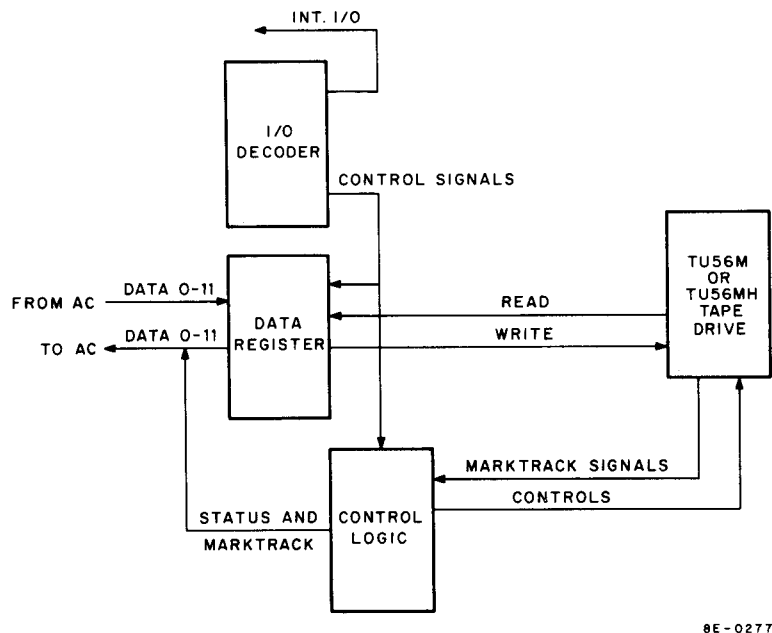 INT. I/O
I/O
DECODER
CONTROL SIGNALS
FROM AC
DATA 0-11
TO AC
DATA 0-11
DATA
REGISTER
READ
WRITE
TU56M
OR
TU56MH
TAPE
DRIVE
MARKTRACK SIGNALS
CONTROLS
STATUS AND
MARKTRACK
CONTROL
LOGIC
8E-0277